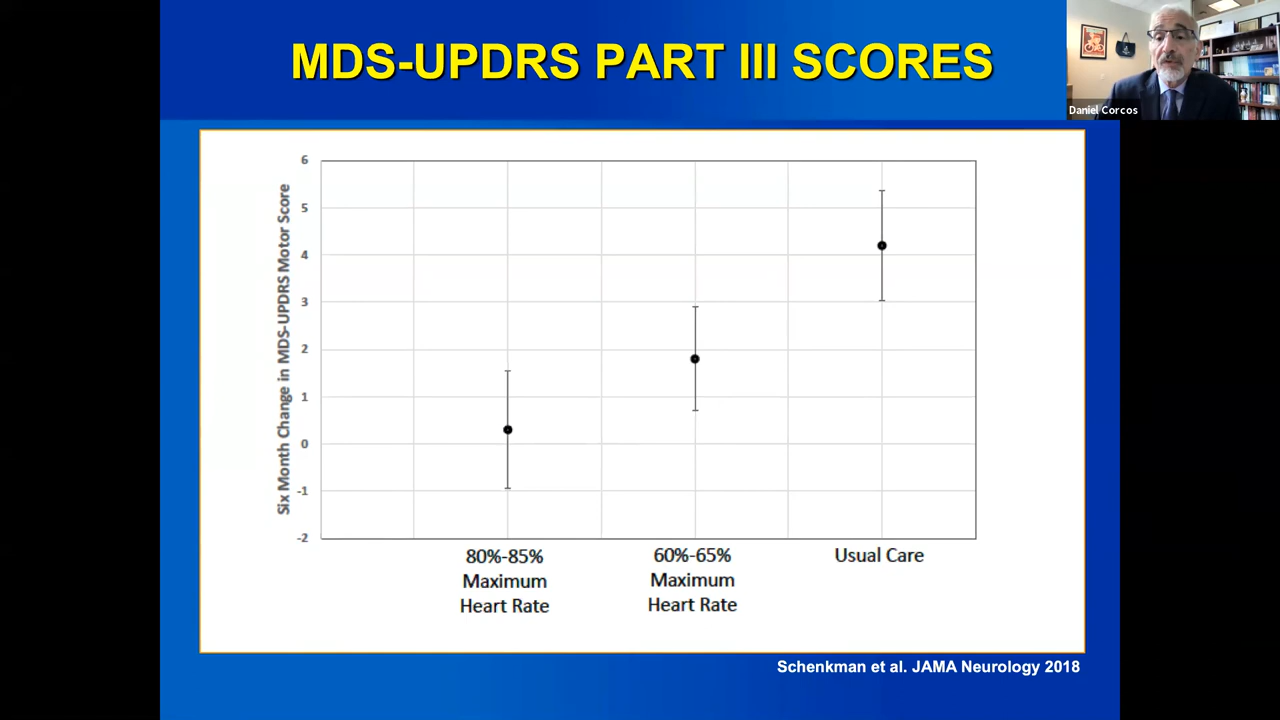 MDS-UPDRS PART III SCORES
Daniel Corcos
Six Month Change in MDS-UPDRS Motor Score
6
5
4
3
2
1
0
-1
-2
80%-85%
Maximum
Heart Rate
60%-65%
Maximum
Heart Rate
Usual Care
Schenkman et al. JAMA Neurology 2018